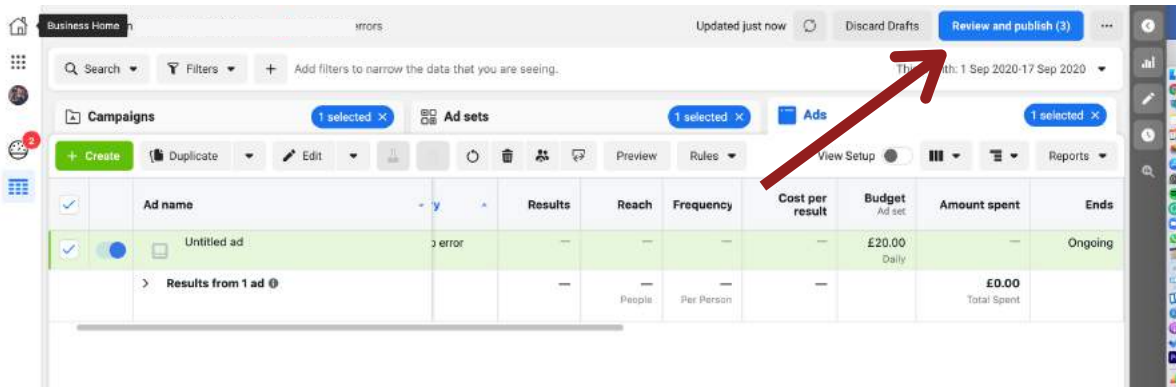 Business Home
errors
Updated just now
Discard Drafts
Review and publish (3)
Search
Filters
+ Add filters to narrow the data that you are seeing.
1 Sep 2020-17 Sep 2020
Campaigns
1 selected ×
Ad sets
1 selected ×
Ads
1 selected ×
2
+ Create
Duplicate
Edit
Preview
Rules
View Setup
Reports
Ad name
Results
Reach
Frequency
Cost per result
Budget
Ad set
Amount spent
Ends
Untitled ad
error
—
—
—
—
£20.00
Daily
—
Ongoing
Results from 1 ad
—
—
People
—
Per Person
—
£0.00
Total Spent